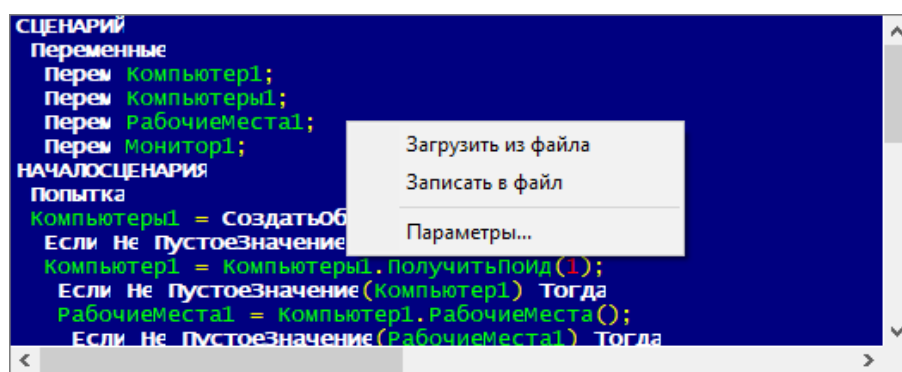 СЦЕНАРИЙ
Переменные
Перем Компьютер1;
Перем Компьютеры1;
Перем РабочиеМеста1;
Перем Монитор1;
НАЧАЛОСЦЕНАРИЯ
Попытка
Компьютеры1 = СоздатьОб
Если Не ПустоеЗначение
Компьютер1 = Компьютеры1.ПолучитьПоИд(1);
Если Не ПустоеЗначение(Компьютер1) Тогда
РабочиеМеста1 = Компьютер1.РабочиеМеста();
Если Не ПустоеЗначение(РабочиеМеста1) Тогда
Загрузить из файла
Записать в файл
Параметры...